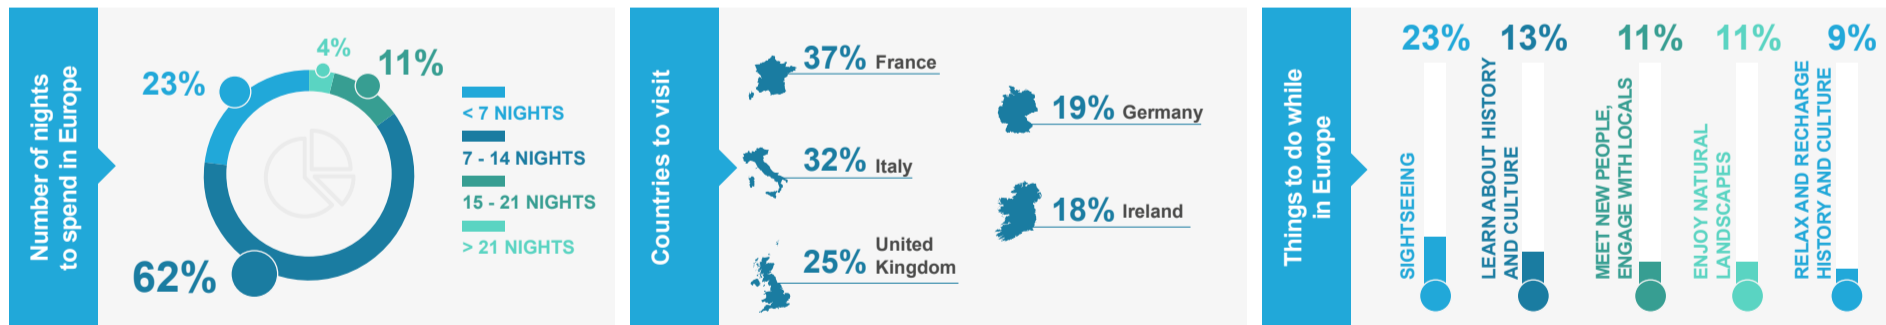 Number of nights
to spend in Europe
23%
4%
11%
62%
< 7 NIGHTS
7 - 14 NIGHTS
15 - 21 NIGHTS
> 21 NIGHTS
Countries to visit
37% France
32% Italy
25% United
Kingdom
19% Germany
18% Ireland
Things to do while
in Europe
23%
SIGHTSEEING
13%
LEARN ABOUT HISTORY
AND CULTURE
11%
MEET NEW PEOPLE,
ENGAGE WITH LOCALS
11%
ENJOY NATURAL
LANDSCAPES
9%
RELAX AND RECHARGE
HISTORY AND CULTURE